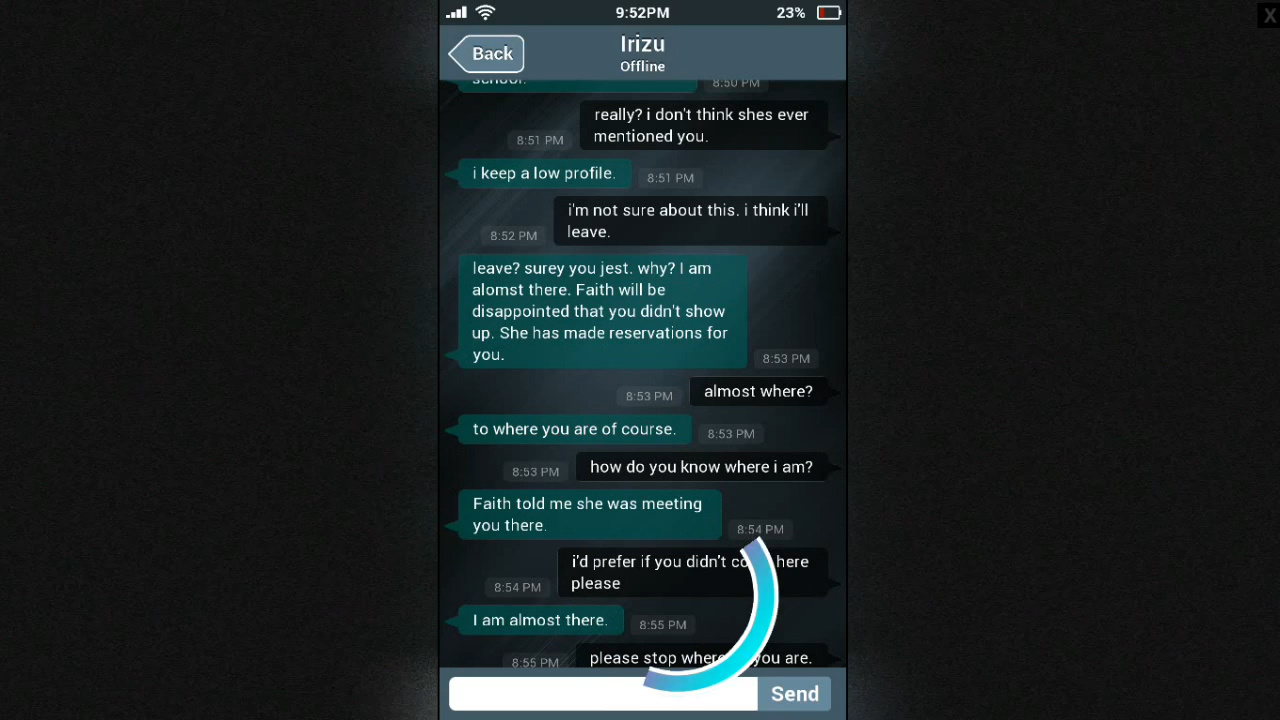 9:52PM
23%
X
Back
Irizu
Offline
school.
8:50 PM
really? i don't think shes ever
mentioned you.
8:51 PM
i keep a low profile.
8:51 PM
i'm not sure about this. i think i'll
leave.
8:52 PM
leave? surey you jest. why? I am
alomst there. Faith will be
disappointed that you didn't show
up. She has made reservations for
you.
8:53 PM
almost where?
8:53 PM
to where you are of course.
8:53 PM
how do you know where i am?
8:53 PM
Faith told me she was meeting
you there.
8:54 PM
i'd prefer if you didn't here
please
8:54 PM
I am almost there.
8:55 PM
please stop where you are.
8:55 PM
Send